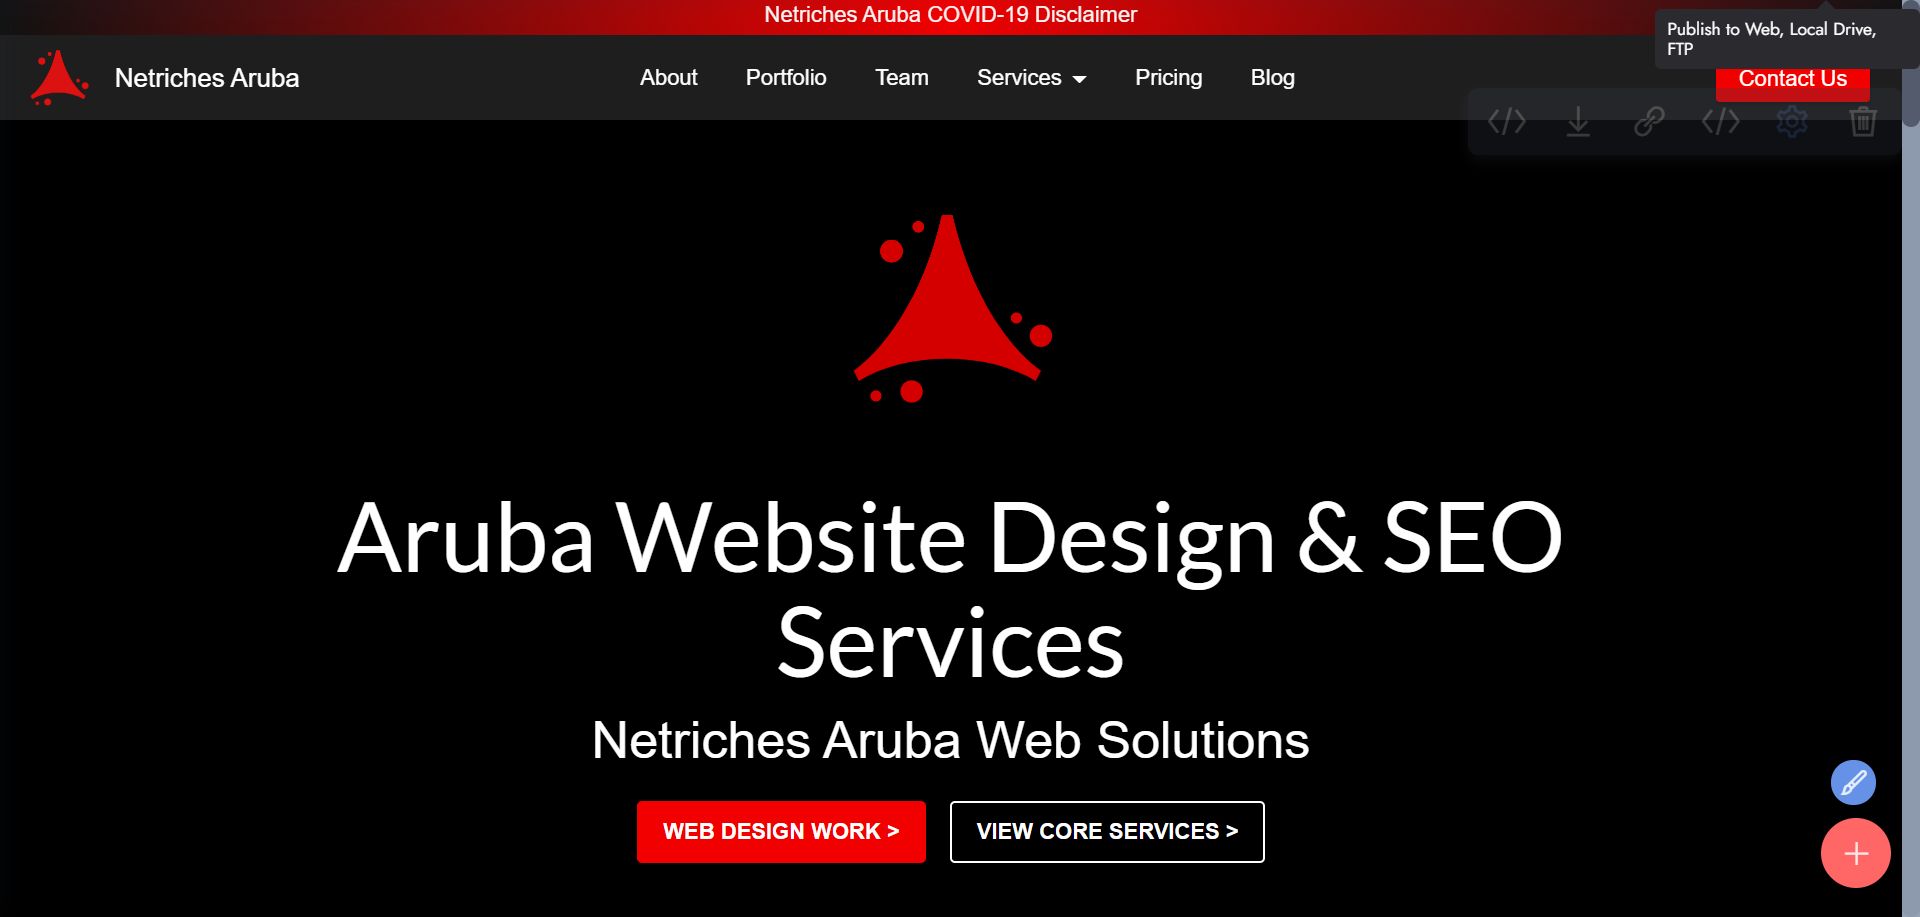 Netriches Aruba COVID-19 Disclaimer
Publish to Web, Local Drive,
FTP
Netriches Aruba
About
Portfolio
Team
Services
Pricing
Blog
Contact Us
Aruba Website Design & SEO
Services
Netriches Aruba Web Solutions
WEB DESIGN WORK >
VIEW CORE SERVICES >